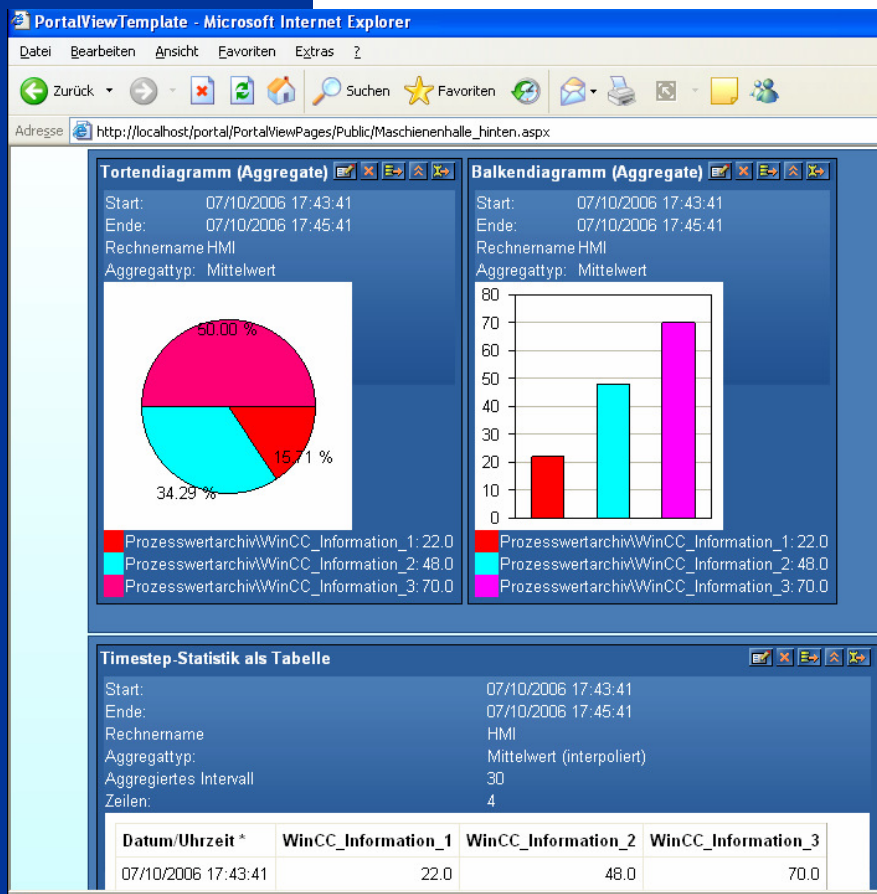 PortalViewTemplate - Microsoft Internet Explorer
Datei Bearbeiten Ansicht Favoriten Extras ?
Zurück Suchen Favoriten
Adresse http://localhost/portal/PortalViewPages/Public/Maschienenhalle_hinten.aspx
Tortendiagramm (Aggregate)
Start: 07/10/2006 17:43:41
Ende: 07/10/2006 17:45:41
Rechnername HMI
Aggregattyp: Mittelwert
50.00 %
15.71 %
34.29 %
Prozesswertarchiv\WinCC_Information_1: 22.0
Prozesswertarchiv\WinCC_Information_2: 48.0
Prozesswertarchiv\WinCC_Information_3: 70.0
Balkendiagramm (Aggregate)
Start: 07/10/2006 17:43:41
Ende: 07/10/2006 17:45:41
Rechnername HMI
Aggregattyp: Mittelwert
80
70
60
50
40
30
20
10
0
Prozesswertarchiv\WinCC_Information_1: 22.0
Prozesswertarchiv\WinCC_Information_2: 48.0
Prozesswertarchiv\WinCC_Information_3: 70.0
Timestep-Statistik als Tabelle
Start: 07/10/2006 17:43:41
Ende: 07/10/2006 17:45:41
Rechnername HMI
Aggregattyp: Mittelwert (interpoliert)
Aggregiertes Intervall 30
Zeilen: 4
Datum/Uhrzeit * WinCC_Information_1 WinCC_Information_2 WinCC_Information_3
07/10/2006 17:43:41 22.0 48.0 70.0